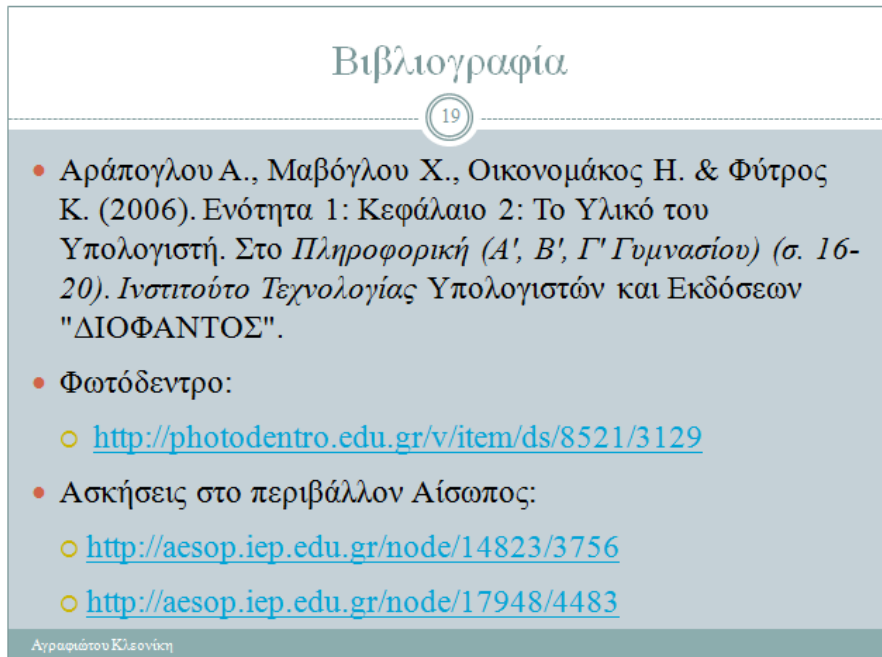 Βιβλιογραφία
19
Αράπογλου Α., Μαβόγλου Χ., Οικονομάκος Η. & Φύτρος
Κ. (2006). Ενότητα 1: Κεφάλαιο 2: Το Υλικό του
Υπολογιστή. Στο Πληροφορική (Α', Β', Γ' Γυμνασίου) (σ. 16-
20). Ινστιτούτο Τεχνολογίας Υπολογιστών και Εκδόσεων
"ΔΙΟΦΑΝΤΟΣ".
Φωτόδεντρο:
http://photodentro.edu.gr/v/item/ds/8521/3129
Ασκήσεις στο περιβάλλον Αίσωπος:
http://aesop.iep.edu.gr/node/14823/3756
http://aesop.iep.edu.gr/node/17948/4483
Αγραφιώτου Κλεονίκη